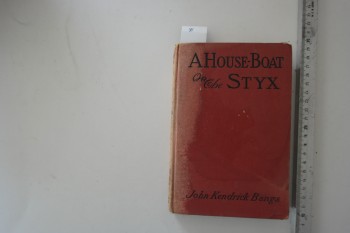 A HOUSE-BOAT
On the STYX
John Kendrick Bangs